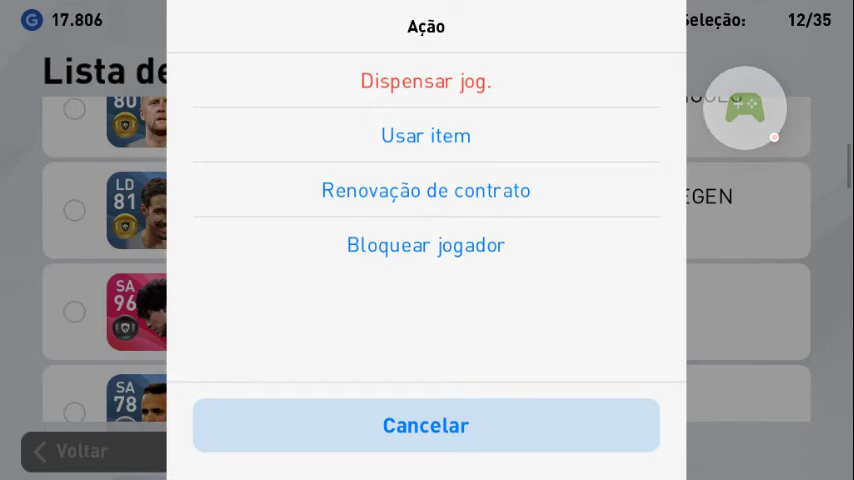 G 17.806
Ação
Seleção: 12/35
Lista de
Dispensar jog.
80
Usar item
LD
81
Renovação de contrato
EGEN
Bloquear jogador
SA
96
SA
78
Cancelar
Voltar